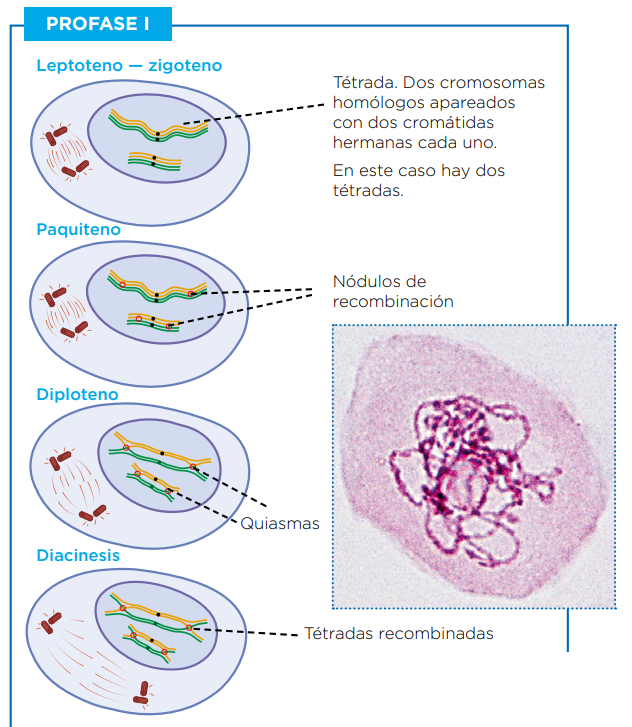 PROFASE I
Leptoteno — zigoteno
Tétrada. Dos cromosomas
homólogos apareados
con dos cromátidas
hermanas cada uno.
En este caso hay dos
tétradas.
Paquiteno
Nódulos de
recombinación
Diploteno
Quiasmas
Diacinesis
Tétradas recombinadas